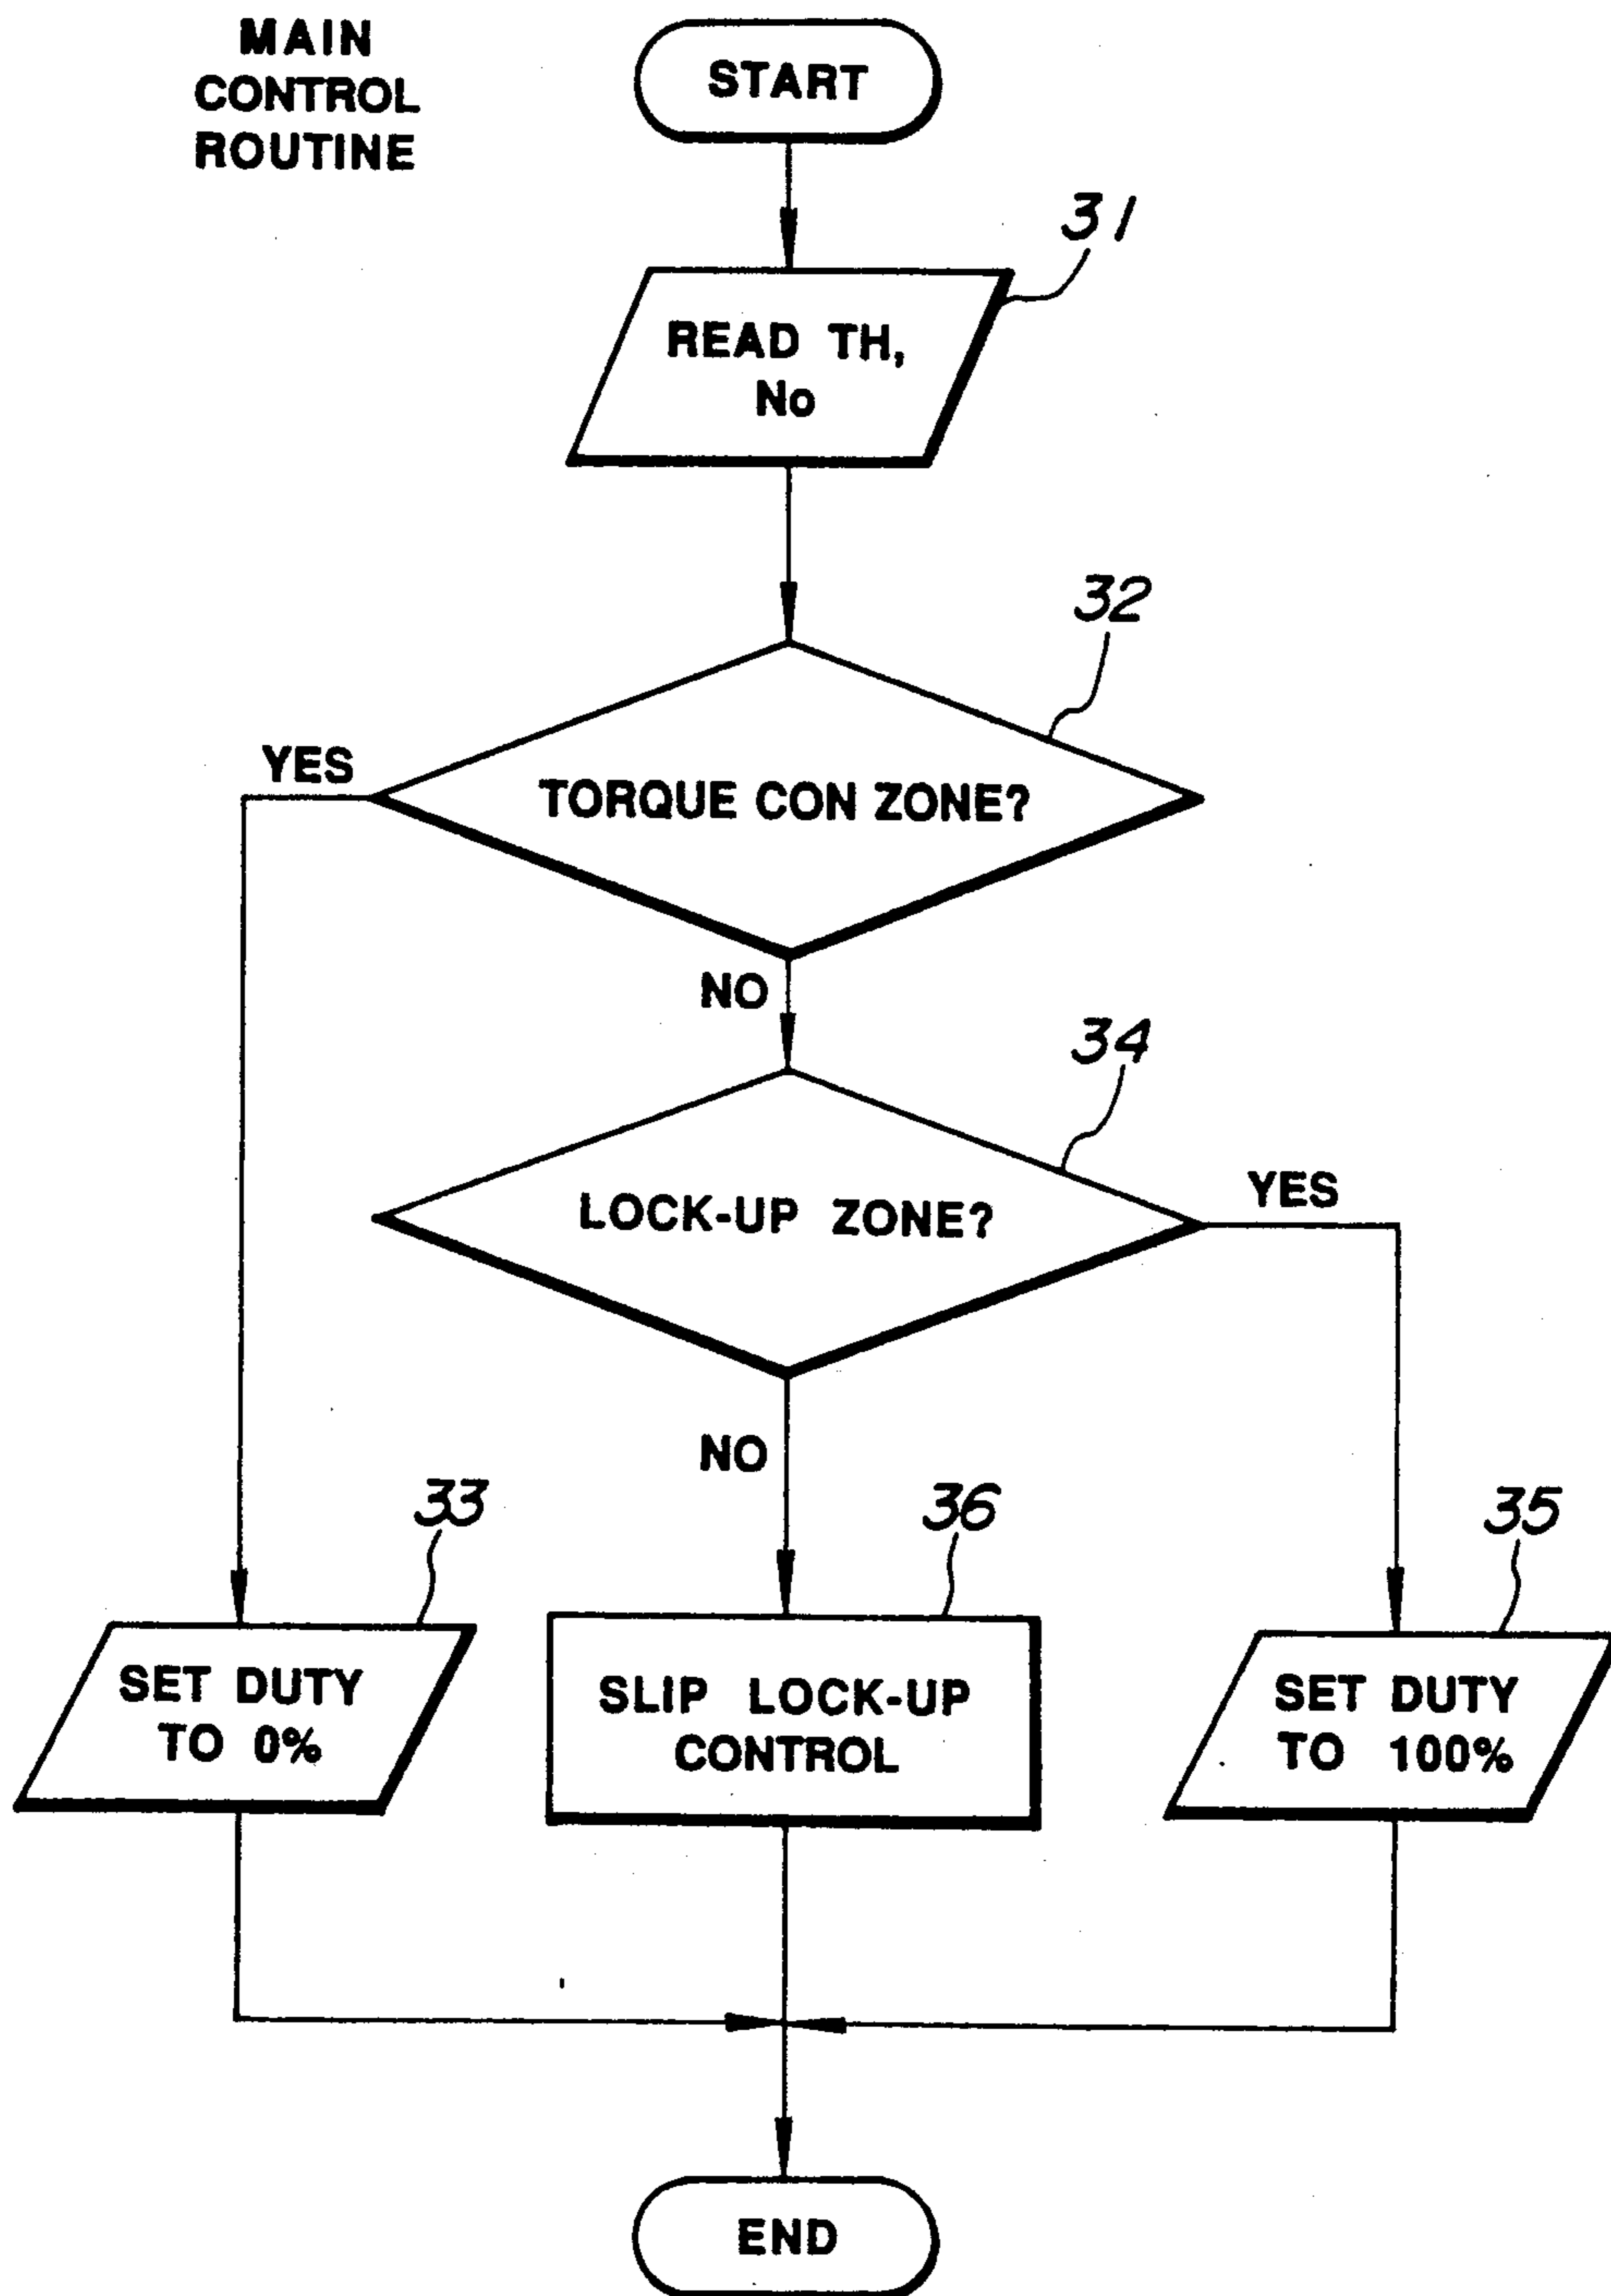 MAIN
CONTROL
ROUTINE
START
31
READ TH,
No
32
YES
TORQUE CON ZONE?
NO
34
LOCK-UP ZONE?
YES
NO
33
36
35
SET DUTY
TO 0%
SLIP LOCK-UP
CONTROL
SET DUTY
TO 100%
END